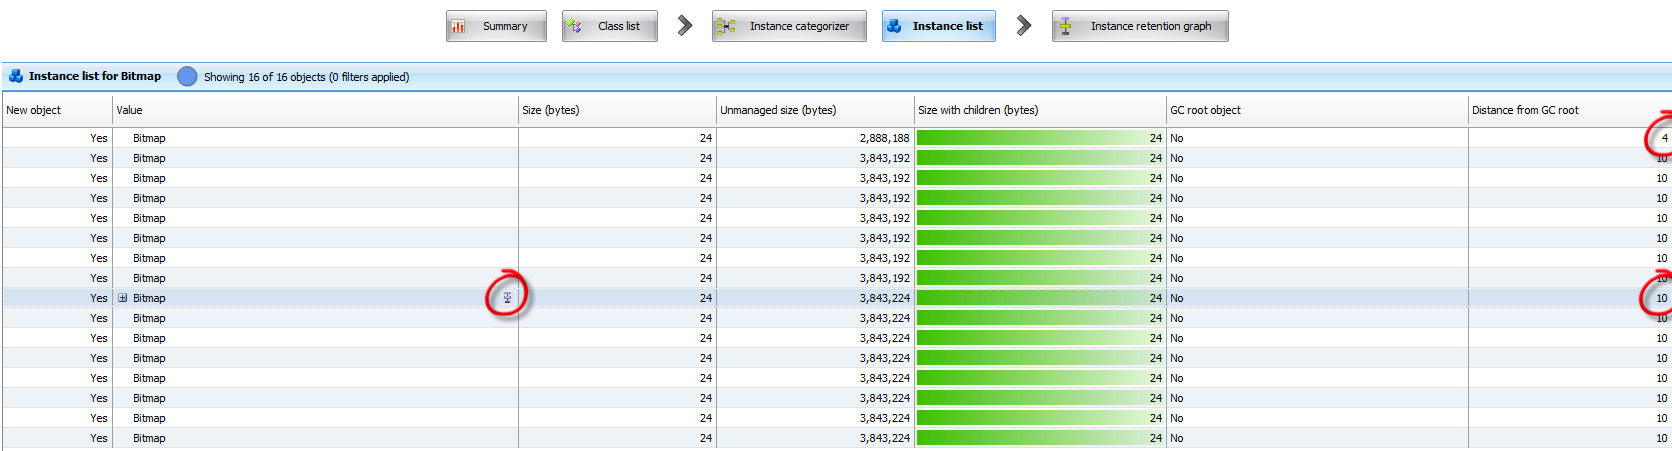 Summary Class list Instance categorizer Instance list Instance retention graph
Instance list for Bitmap Showing 16 of 16 objects (0 filters applied)
New object Value Size (bytes) Unmanaged size (bytes) Size with children (bytes) GC root object Distance from GC root
Yes Bitmap 24 2,888,188 24 No 4
Yes Bitmap 24 3,843,192 24 No 10
Yes Bitmap 24 3,843,192 24 No 10
Yes Bitmap 24 3,843,192 24 No 10
Yes Bitmap 24 3,843,192 24 No 10
Yes Bitmap 24 3,843,192 24 No 10
Yes Bitmap 24 3,843,192 24 No 10
Yes Bitmap 24 3,843,192 24 No 10
Yes Bitmap 24 3,843,224 24 No 10
Yes Bitmap 24 3,843,224 24 No 10
Yes Bitmap 24 3,843,224 24 No 10
Yes Bitmap 24 3,843,224 24 No 10
Yes Bitmap 24 3,843,224 24 No 10
Yes Bitmap 24 3,843,224 24 No 10
Yes Bitmap 24 3,843,224 24 No 10
Yes Bitmap 24 3,843,224 24 No 10